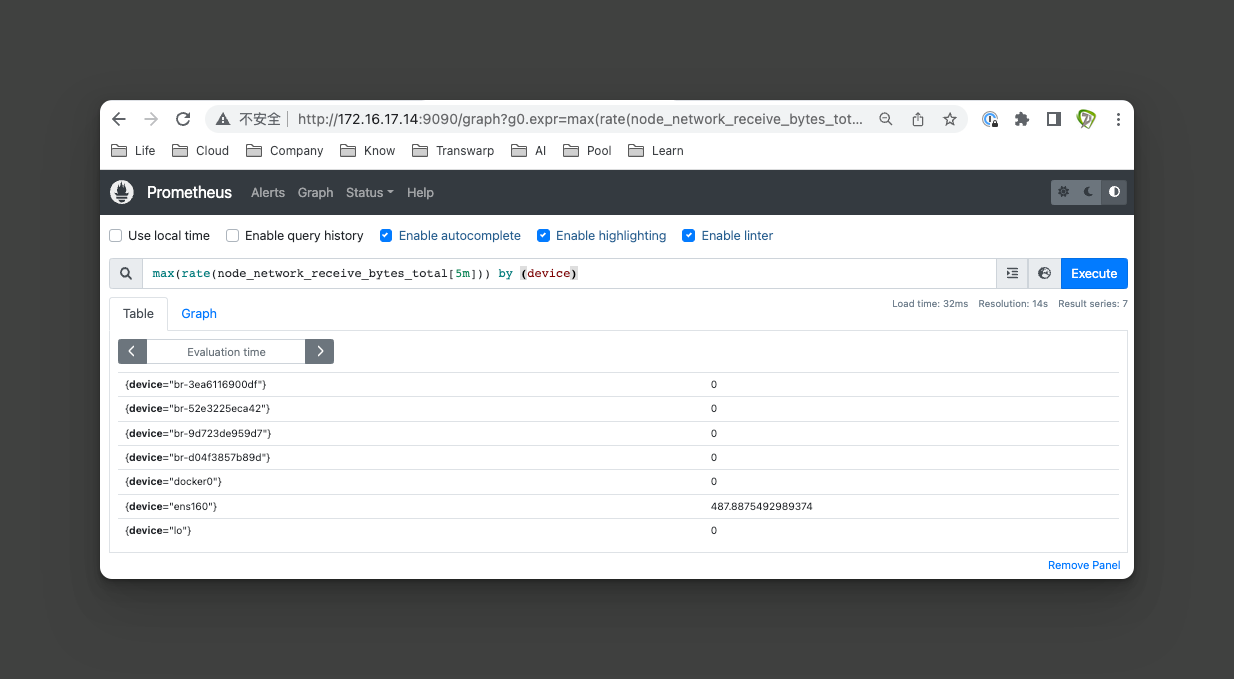 不安全 http://172.16.17.14:9090/graph?g0.expr=max(rate(node_network_receive_bytes_tot...
Life Cloud Company Know Transwarp AI Pool Learn
Prometheus Alerts Graph Status Help
Use local time Enable query history Enable autocomplete Enable highlighting Enable linter
max(rate(node_network_receive_bytes_total[5m])) by (device) Execute
Table Graph Load time: 32ms Resolution: 14s Result series: 7
Evaluation time
{device="br-3ea6116900df"} 0
{device="br-52e3225eca42"} 0
{device="br-9d723de959d7"} 0
{device="br-d04f3857b89d"} 0
{device="docker0"} 0
{device="ens160"} 487.8875492989374
{device="lo"} 0
Remove Panel